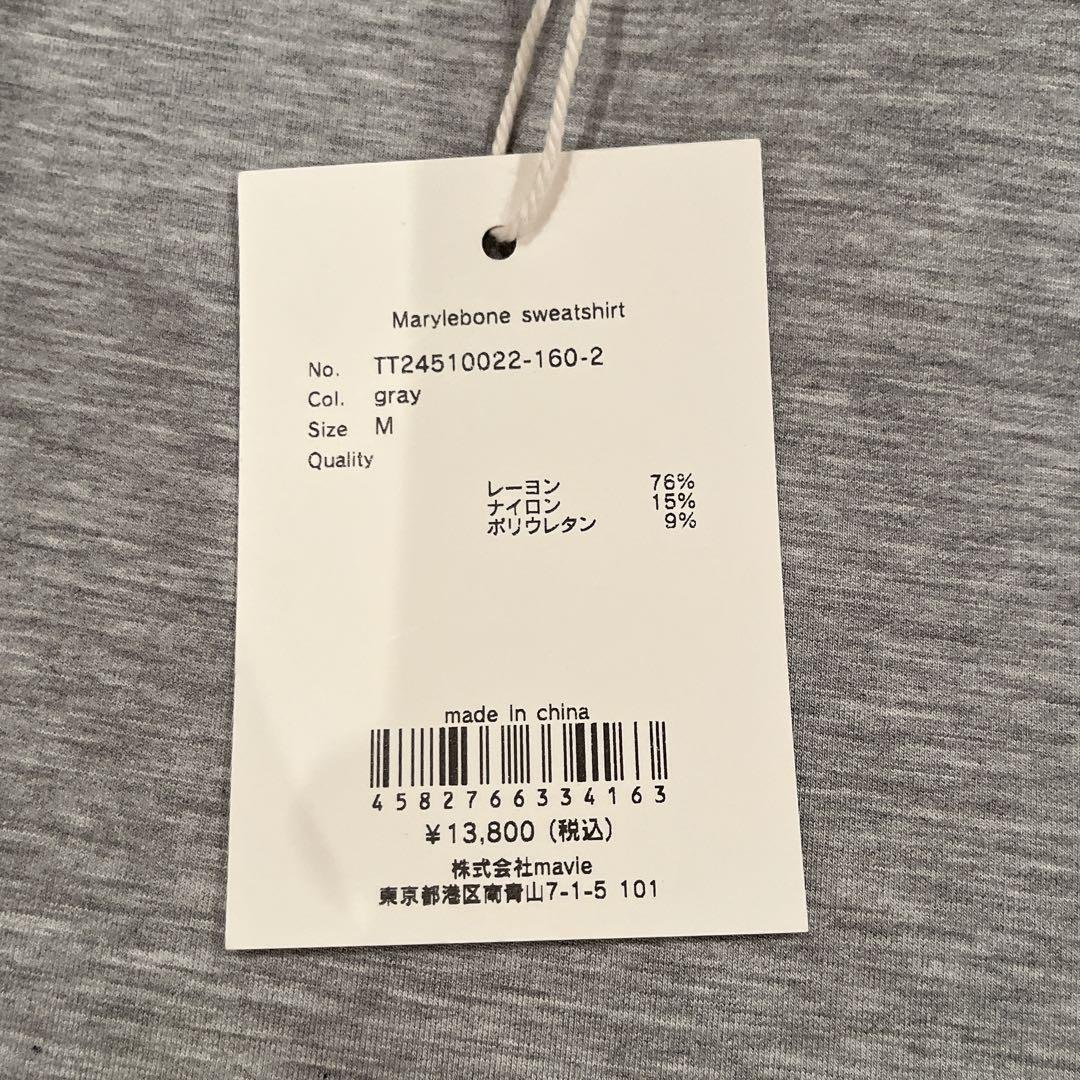 Marylebone sweatshirt
No. TT24510022-160-2
Col. gray
Size M
Quality
レーヨン 76%
ナイロン 15%
ポリウレタン 9%
made in china
4582766334163
¥13,800 (税込)
株式会社mavie
東京都港区南青山7-1-5 101